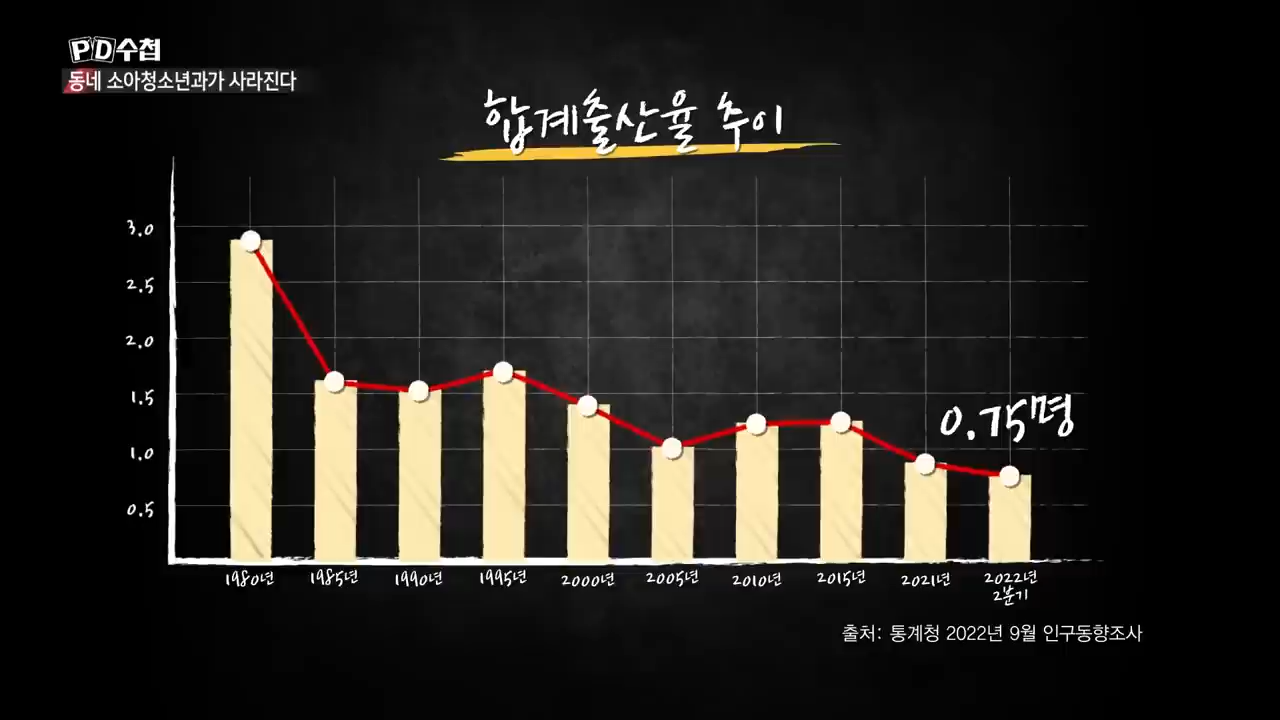 PD수첩
동네 소아청소년과가 사라진다
합계출산율 추이
3.0
2.5
2.0
1.5
1.0
0.5
0.75명
1980년 1985년 1990년 1995년 2000년 2005년 2010년 2015년 2021년 2022년
2분기
출처: 통계청 2022년 9월 인구동향조사